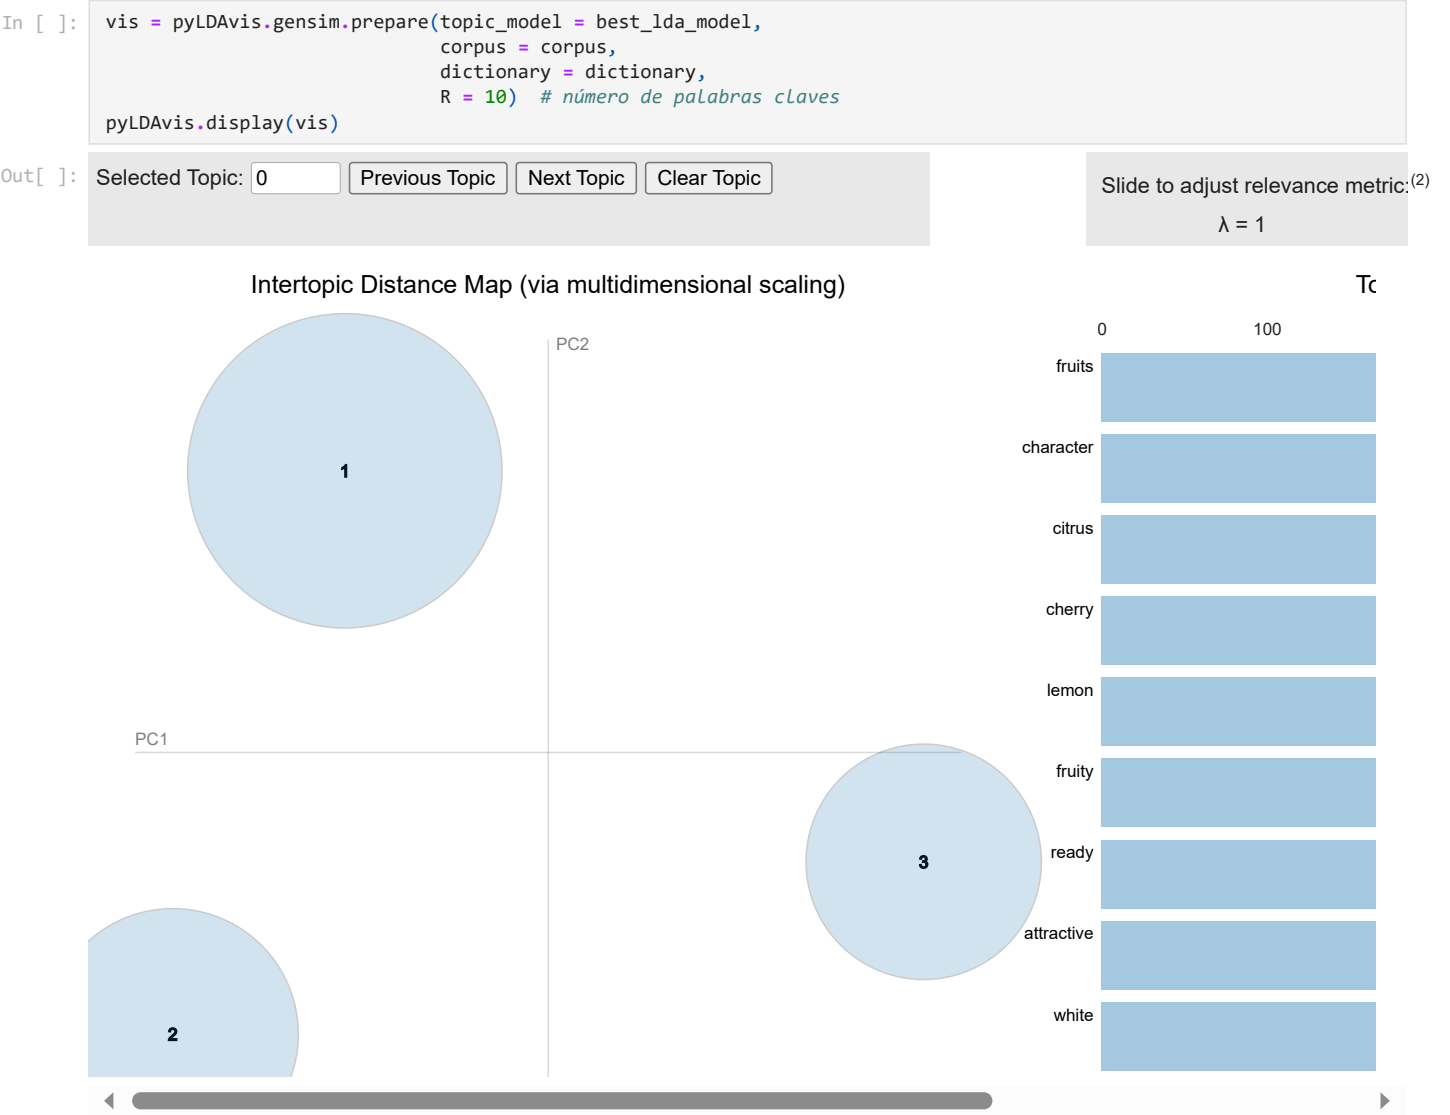 In [ ]:
vis = pyLDAvis.gensim.prepare(topic_model = best_lda_model,
corpus = corpus,
dictionary = dictionary,
R = 10)  # número de palabras claves
pyLDAvis.display(vis)
Out[ ]:
Selected Topic: 0 Previous Topic Next Topic Clear Topic
Slide to adjust relevance metric:(2)
λ = 1
Intertopic Distance Map (via multidimensional scaling)
PC2
1
PC1
3
2
0 100
fruits
character
citrus
cherry
lemon
fruity
ready
attractive
white